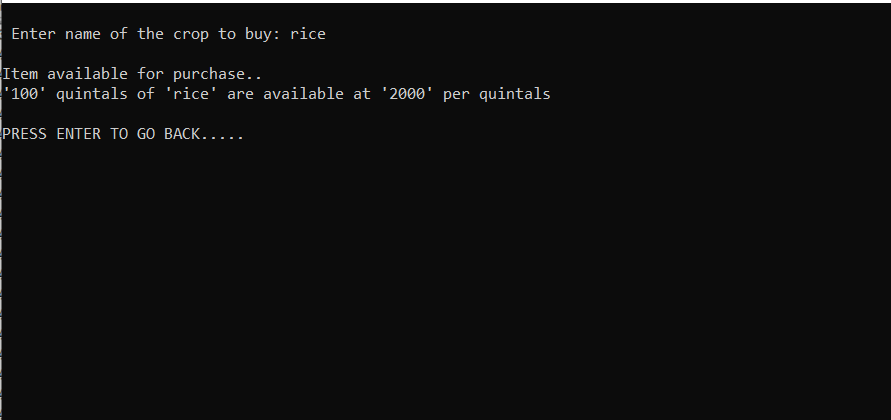 Enter name of the crop to buy: rice
Item available for purchase..
'100' quintals of 'rice' are available at '2000' per quintals
PRESS ENTER TO GO BACK.....